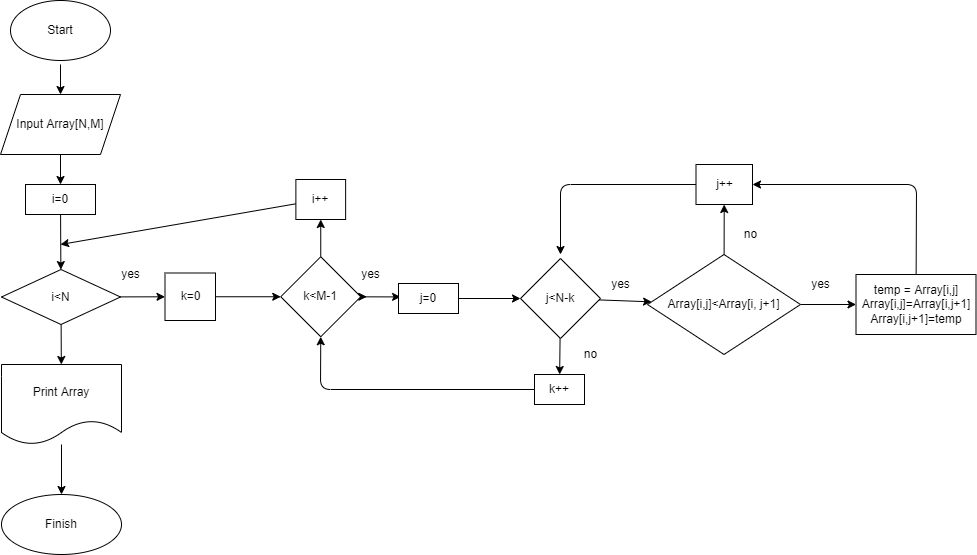 Start
Input Array[N,M]
i=0
i<N
yes
k=0
i++
k<M-1
yes
j=0
j<N-k
yes
no
k++
Array[i,j]<Array[i, j+1]
no
j++
yes
temp = Array[i,j]
Array[i,j]=Array[i,j+1]
Array[i,j+1]=temp
Print Array
Finish